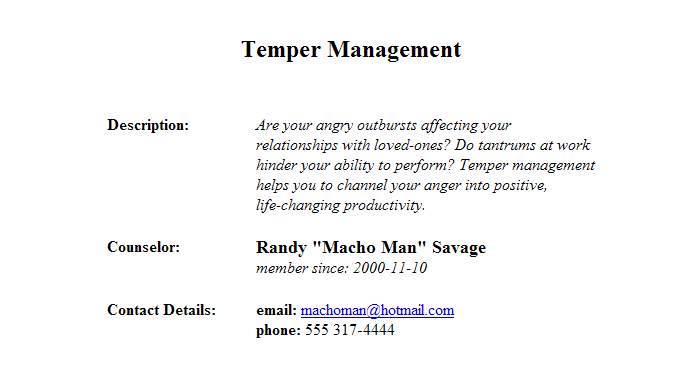 Temper Management
Description: Are your angry outbursts affecting your
relationships with loved-ones? Do tantrums at work
hinder your ability to perform? Temper management
helps you to channel your anger into positive,
life-changing productivity.
Counselor: Randy "Macho Man" Savage
member since: 2000-11-10
Contact Details: email: machoman@hotmail.com
phone: 555 317-4444